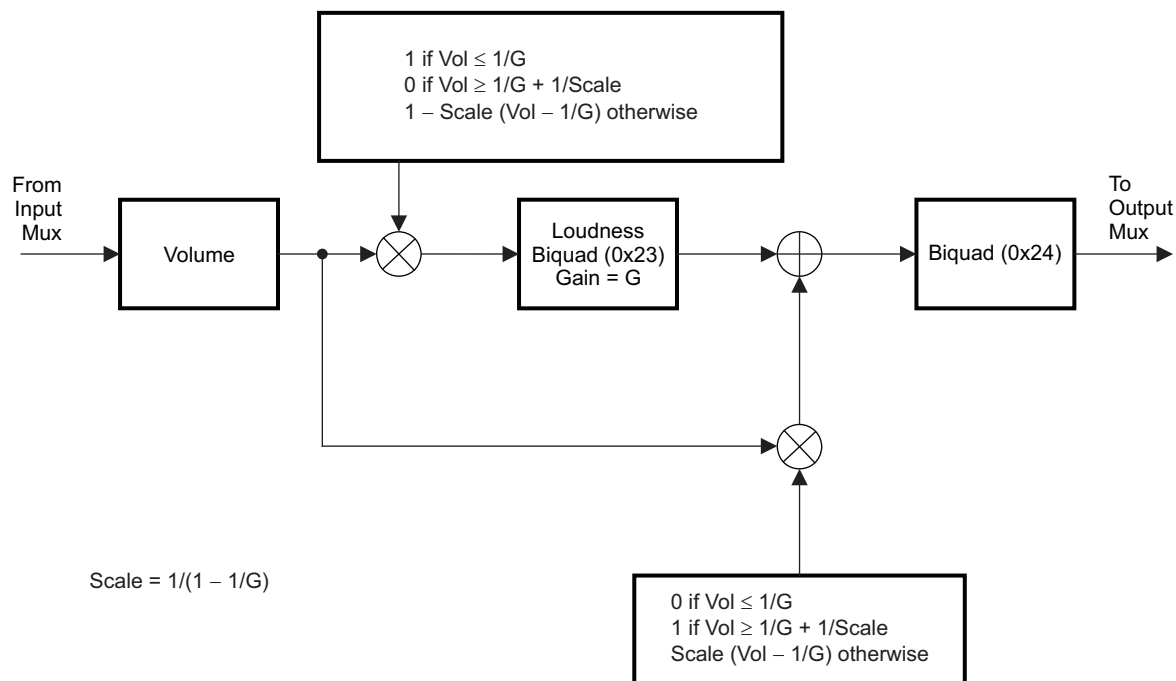 1 if Vol ≤ 1/G
0 if Vol ≥ 1/G + 1/Scale
1 – Scale (Vol – 1/G) otherwise
From
Input
Mux
Volume
Loudness
Biquad (0x23)
Gain = G
Biquad (0x24)
To
Output
Mux
Scale = 1/(1 – 1/G)
0 if Vol ≤ 1/G
1 if Vol ≥ 1/G + 1/Scale
Scale (Vol – 1/G) otherwise